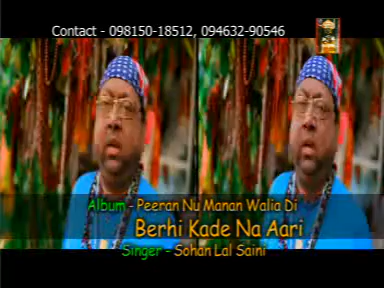 Contact - 098150-18512, 094632-90546
Album - Peeran Nu Manan Walia Di
Berhi Kade Na Aari
Singer - Sohan Lal Saini